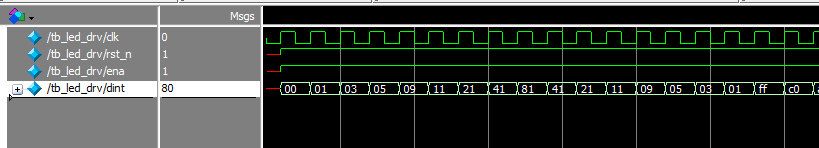 Msgs
/tb_led_drv/clk 0
/tb_led_drv/rst_n 1
/tb_led_drv/ena 1
/tb_led_drv/dint 80 00 01 03 05 09 11 21 41 81 41 21 11 09 05 03 01 ff c0